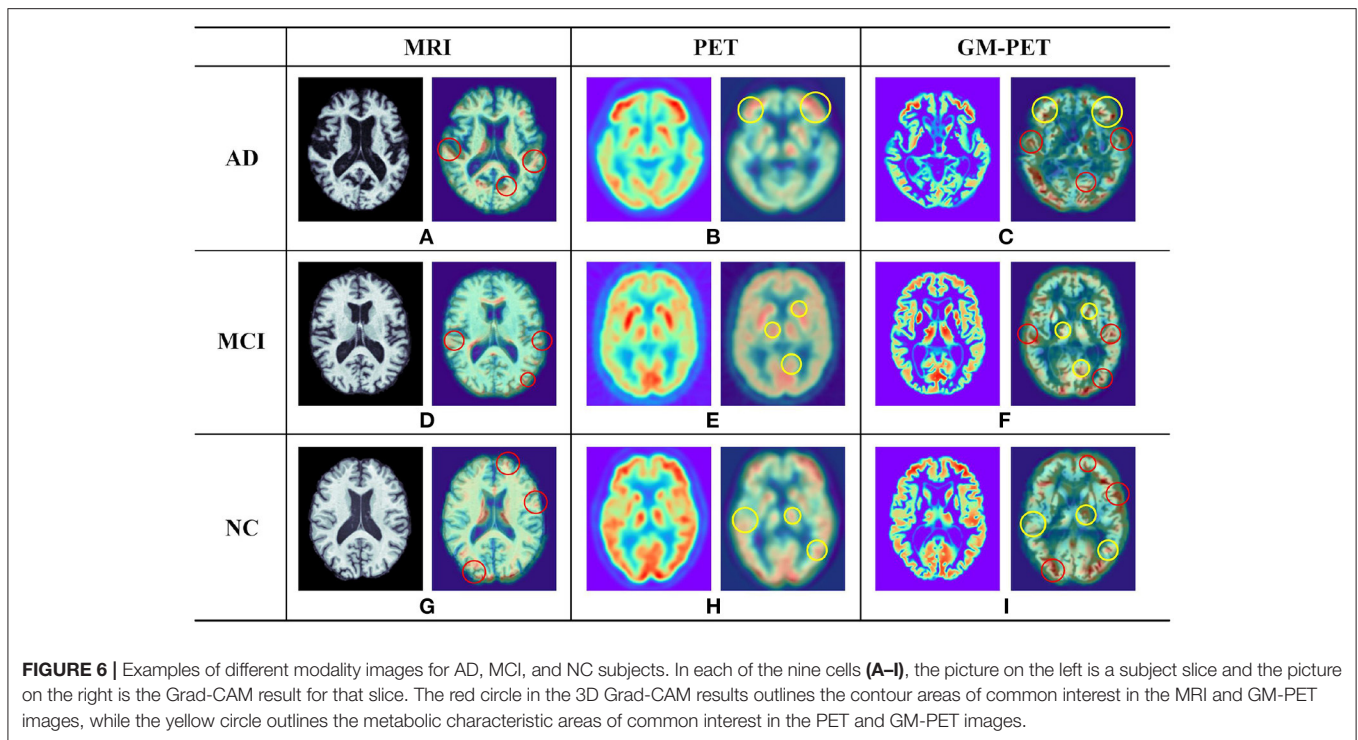 MRI PET GM-PET
AD
A B C
MCI
D E F
NC
G H I
FIGURE 6 | Examples of different modality images for AD, MCI, and NC subjects. In each of the nine cells (A–I), the picture on the left is a subject slice and the picture
on the right is the Grad-CAM result for that slice. The red circle in the 3D Grad-CAM results outlines the contour areas of common interest in the MRI and GM-PET
images, while the yellow circle outlines the metabolic characteristic areas of common interest in the PET and GM-PET images.